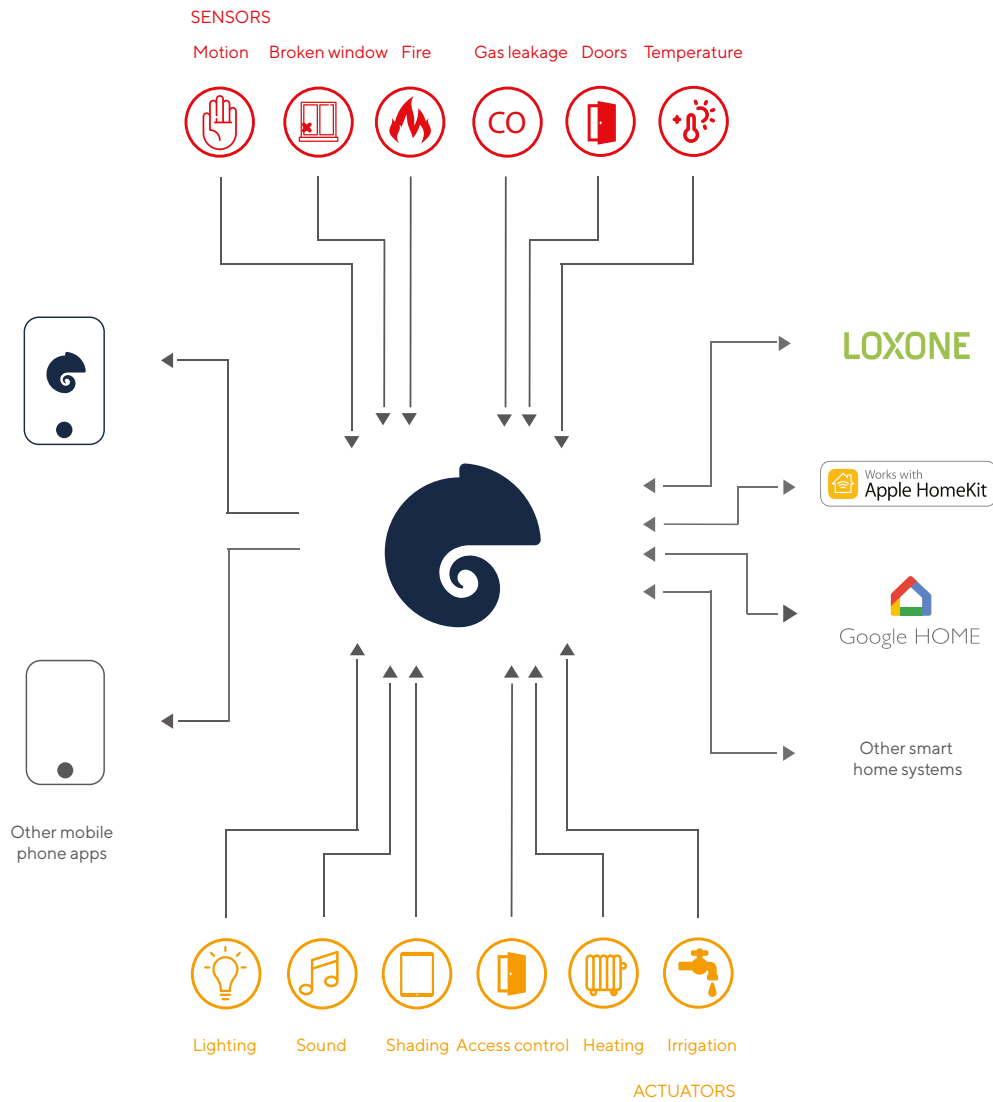 SENSORS
Motion Broken window Fire Gas leakage Doors Temperature
CO
LOXONE
Works with
Apple HomeKit
Google HOME
Other smart
home systems
Other mobile
phone apps
Lighting Sound Shading Access control Heating Irrigation
ACTUATORS